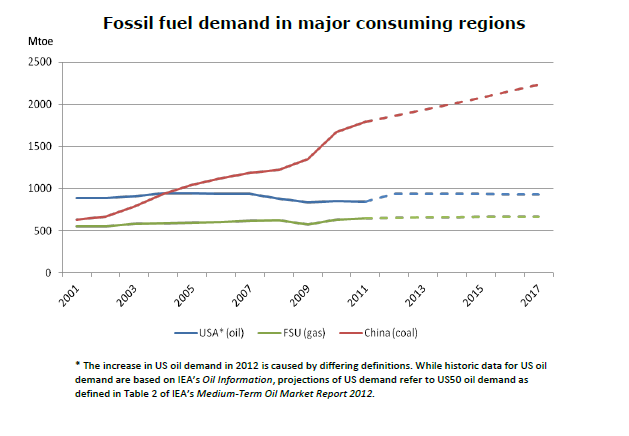 Fossil fuel demand in major consuming regions
Mtoe
2500
2000
1500
1000
500
0
2001
2003
2005
2007
2009
2011
2013
2015
2017
USA* (oil)
FSU (gas)
China (coal)
* The increase in US oil demand in 2012 is caused by differing definitions. While historic data for US oil
demand are based on IEA's Oil Information, projections of US demand refer to US50 oil demand as
defined in Table 2 of IEA's Medium-Term Oil Market Report 2012.